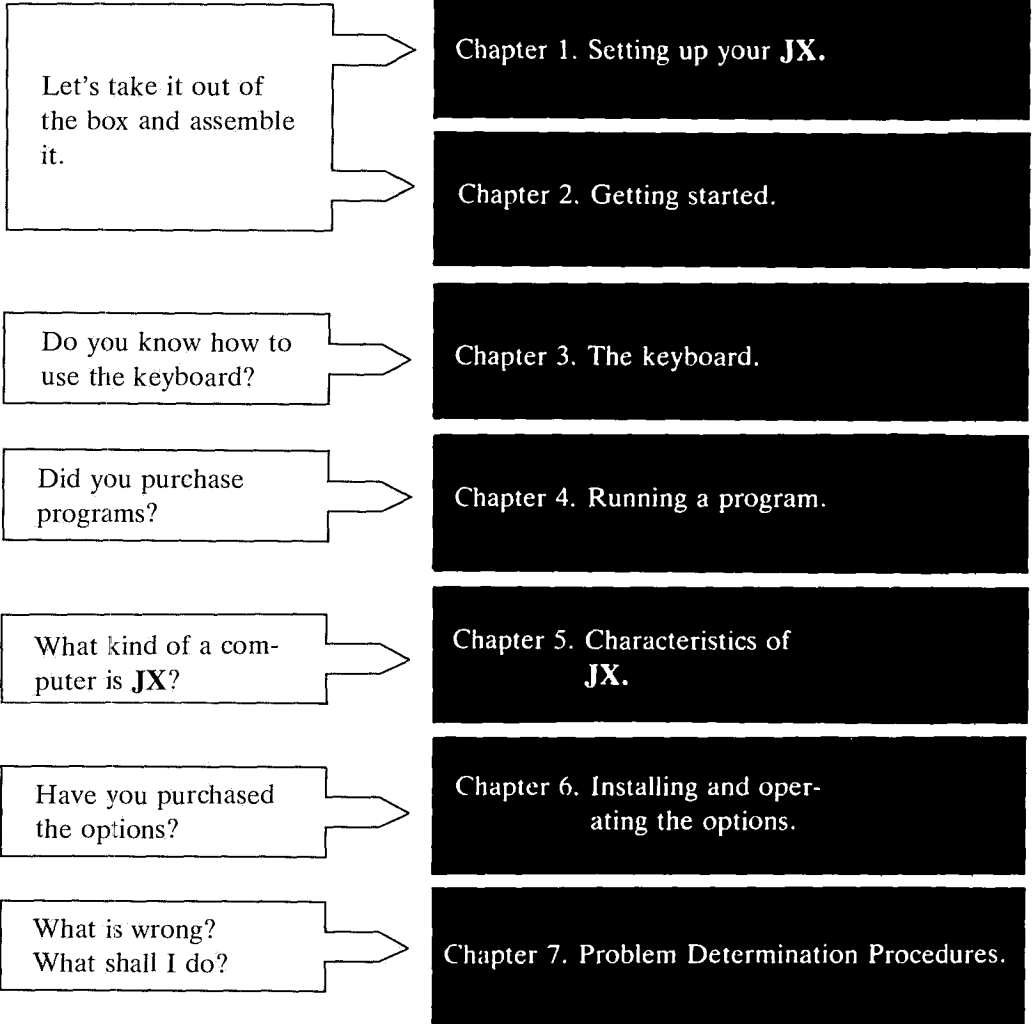 Let's take it out of
the box and assemble
it.
Chapter 1. Setting up your JX.
Chapter 2. Getting started.
Do you know how to
use the keyboard?
Chapter 3. The keyboard.
Did you purchase
programs?
Chapter 4. Running a program.
What kind of a com-
puter is JX?
Chapter 5. Characteristics of
JX.
Have you purchased
the options?
Chapter 6. Installing and oper-
ating the options.
What is wrong?
What shall I do?
Chapter 7. Problem Determination Procedures.